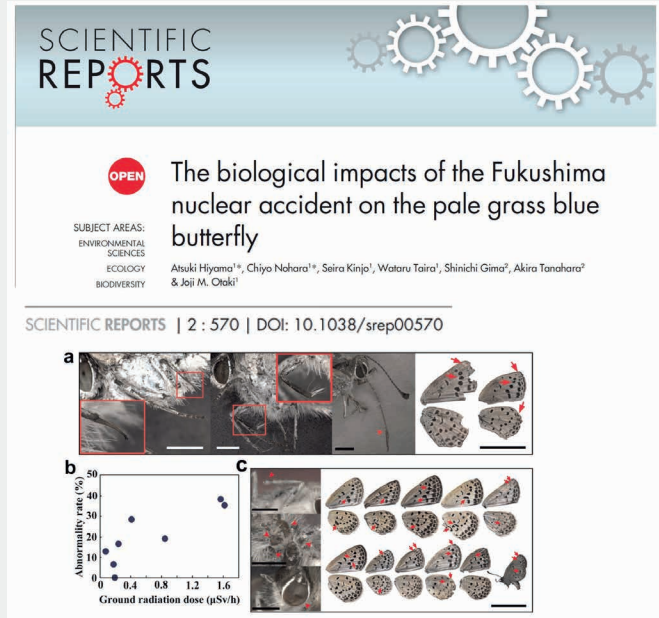 SCIENTIFIC
REPORTS
OPEN
The biological impacts of the Fukushima
nuclear accident on the pale grass blue
butterfly
SUBJECT AREAS:
ENVIRONMENTAL
SCIENCES
ECOLOGY
BIODIVERSITY
Atsuki Hiyama¹*, Chiyo Nohara¹*, Seira Kinjo¹, Wataru Taira¹, Shinichi Gima², Akira Tanahara²
& Joji M. Otaki¹
SCIENTIFIC REPORTS | 2 : 570 | DOI: 10.1038/srep00570
a
b
Abnormality rate (%)
50
40
30
20
10
0
0 0.4 0.8 1.2 1.6
Ground radiation dose (μSv/h)
c